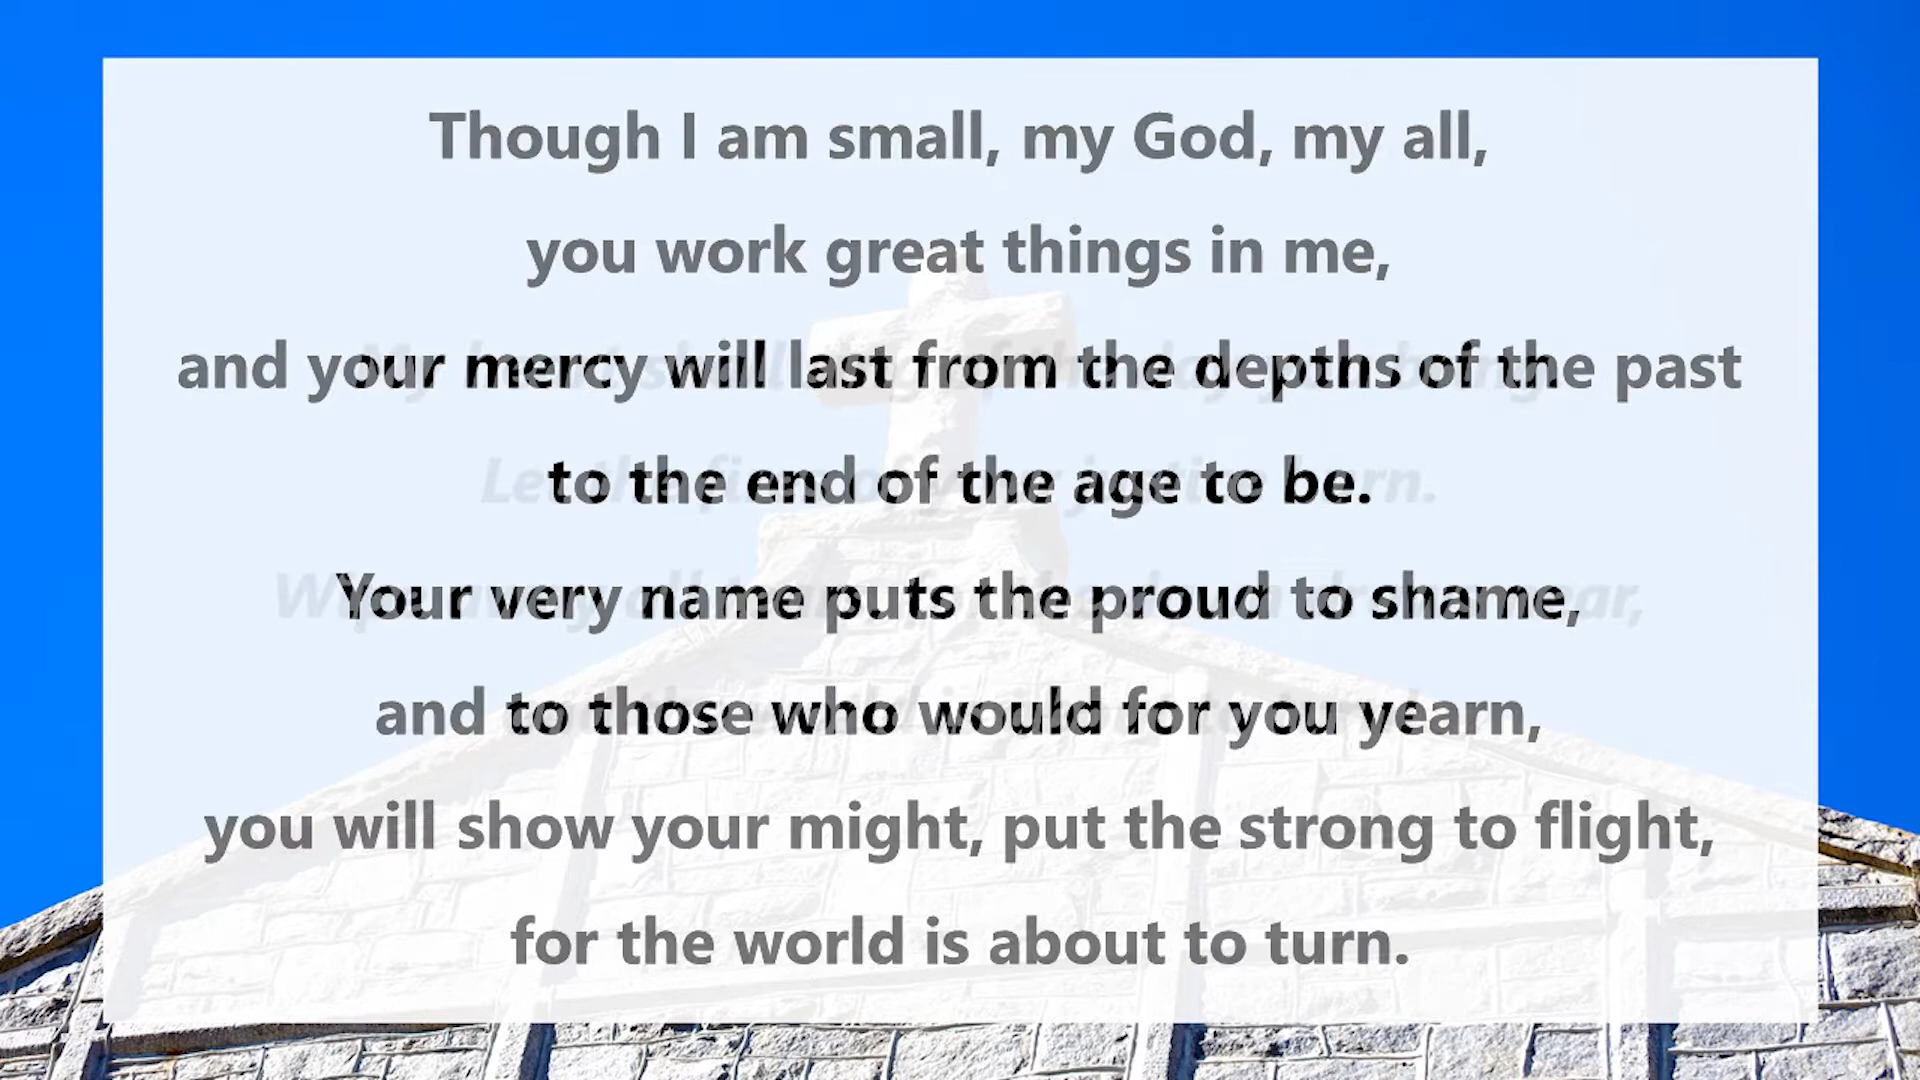 Though I am small, my God, my all,
you work great things in me,
and your mercy will last from the depths of the past
to the end of the age to be.
Your very name puts the proud to shame,
and to those who would for you yearn,
you will show your might, put the strong to flight,
for the world is about to turn.